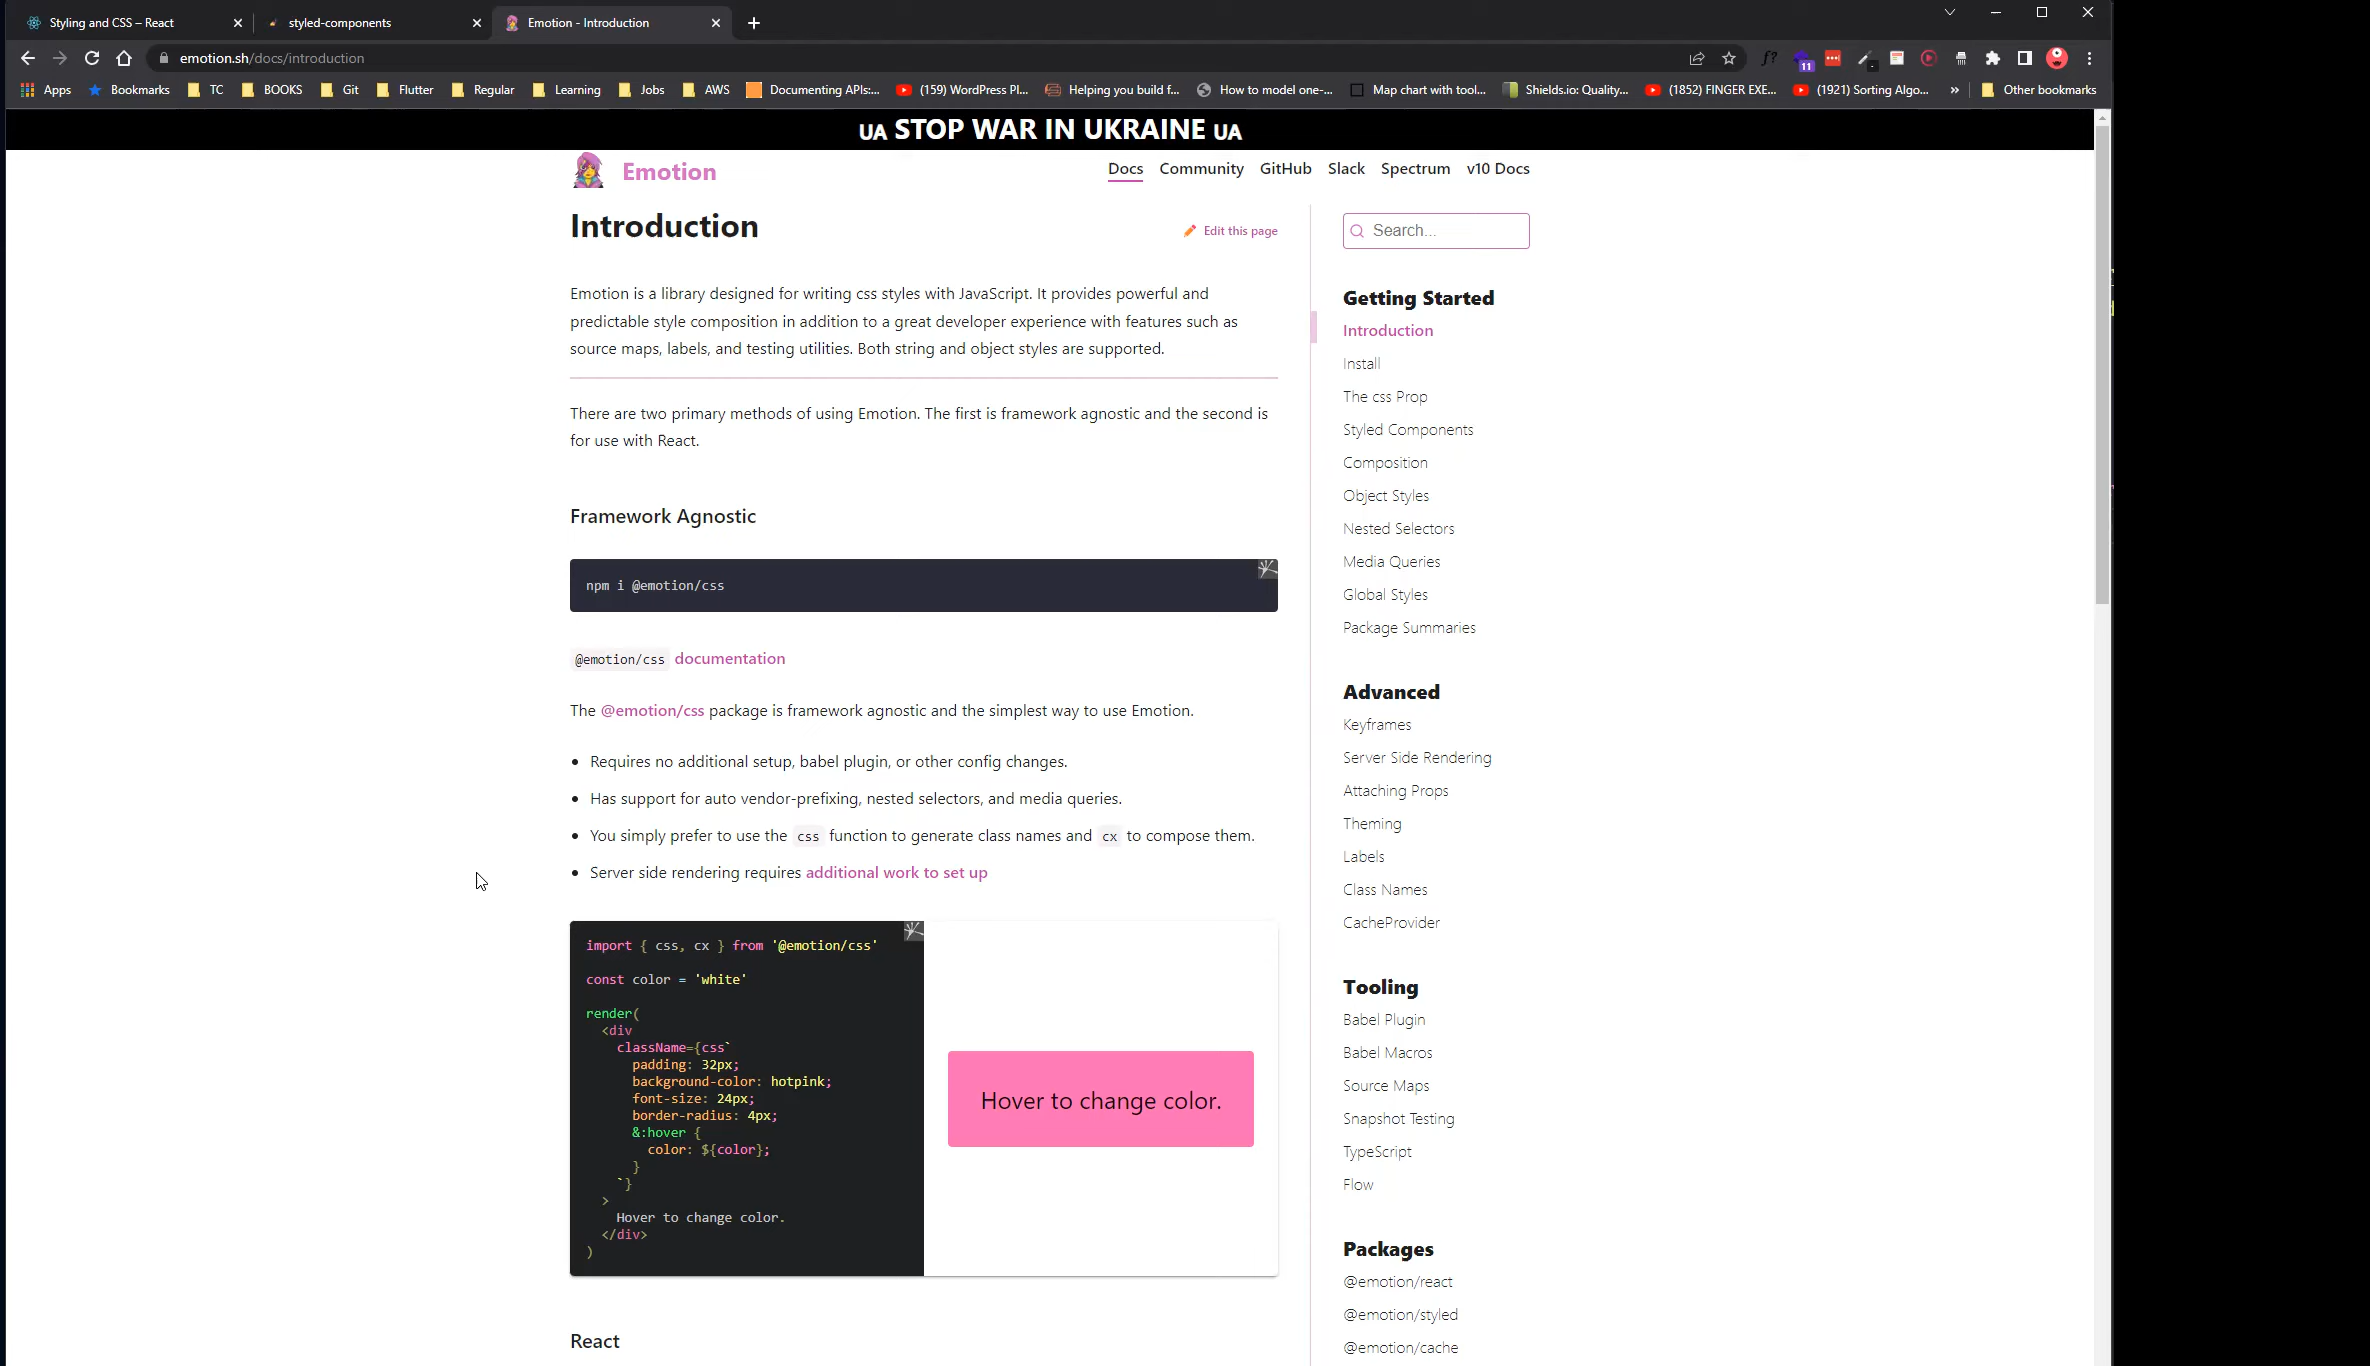 Styling and CSS – React
styled-components
Emotion - Introduction
emotion.sh/docs/introduction
f?
11
Apps
Bookmarks
TC
BOOKS
Git
Flutter
Regular
Learning
Jobs
AWS
Documenting APIs:...
(159) WordPress Pl...
Helping you build f...
How to model one-...
Map chart with tool...
Shields.io: Quality...
(1852) FINGER EXE...
(1921) Sorting Algo...
»
Other bookmarks
UA STOP WAR IN UKRAINE UA
Emotion
Docs Community GitHub Slack Spectrum v10 Docs
Introduction
Edit this page
Emotion is a library designed for writing css styles with JavaScript. It provides powerful and
predictable style composition in addition to a great developer experience with features such as
source maps, labels, and testing utilities. Both string and object styles are supported.
There are two primary methods of using Emotion. The first is framework agnostic and the second is
for use with React.
Framework Agnostic
npm i @emotion/css
@emotion/css documentation
The @emotion/css package is framework agnostic and the simplest way to use Emotion.
• Requires no additional setup, babel plugin, or other config changes.
• Has support for auto vendor-prefixing, nested selectors, and media queries.
• You simply prefer to use the css function to generate class names and cx to compose them.
• Server side rendering requires additional work to set up
import { css, cx } from '@emotion/css'
const color = 'white'
render(
<div
className={css`
padding: 32px;
background-color: hotpink;
font-size: 24px;
border-radius: 4px;
&:hover {
color: ${color};
}
`}
>
Hover to change color.
</div>
)
Hover to change color.
React
Search...
Getting Started
Introduction
Install
The css Prop
Styled Components
Composition
Object Styles
Nested Selectors
Media Queries
Global Styles
Package Summaries
Advanced
Keyframes
Server Side Rendering
Attaching Props
Theming
Labels
Class Names
CacheProvider
Tooling
Babel Plugin
Babel Macros
Source Maps
Snapshot Testing
TypeScript
Flow
Packages
@emotion/react
@emotion/styled
@emotion/cache